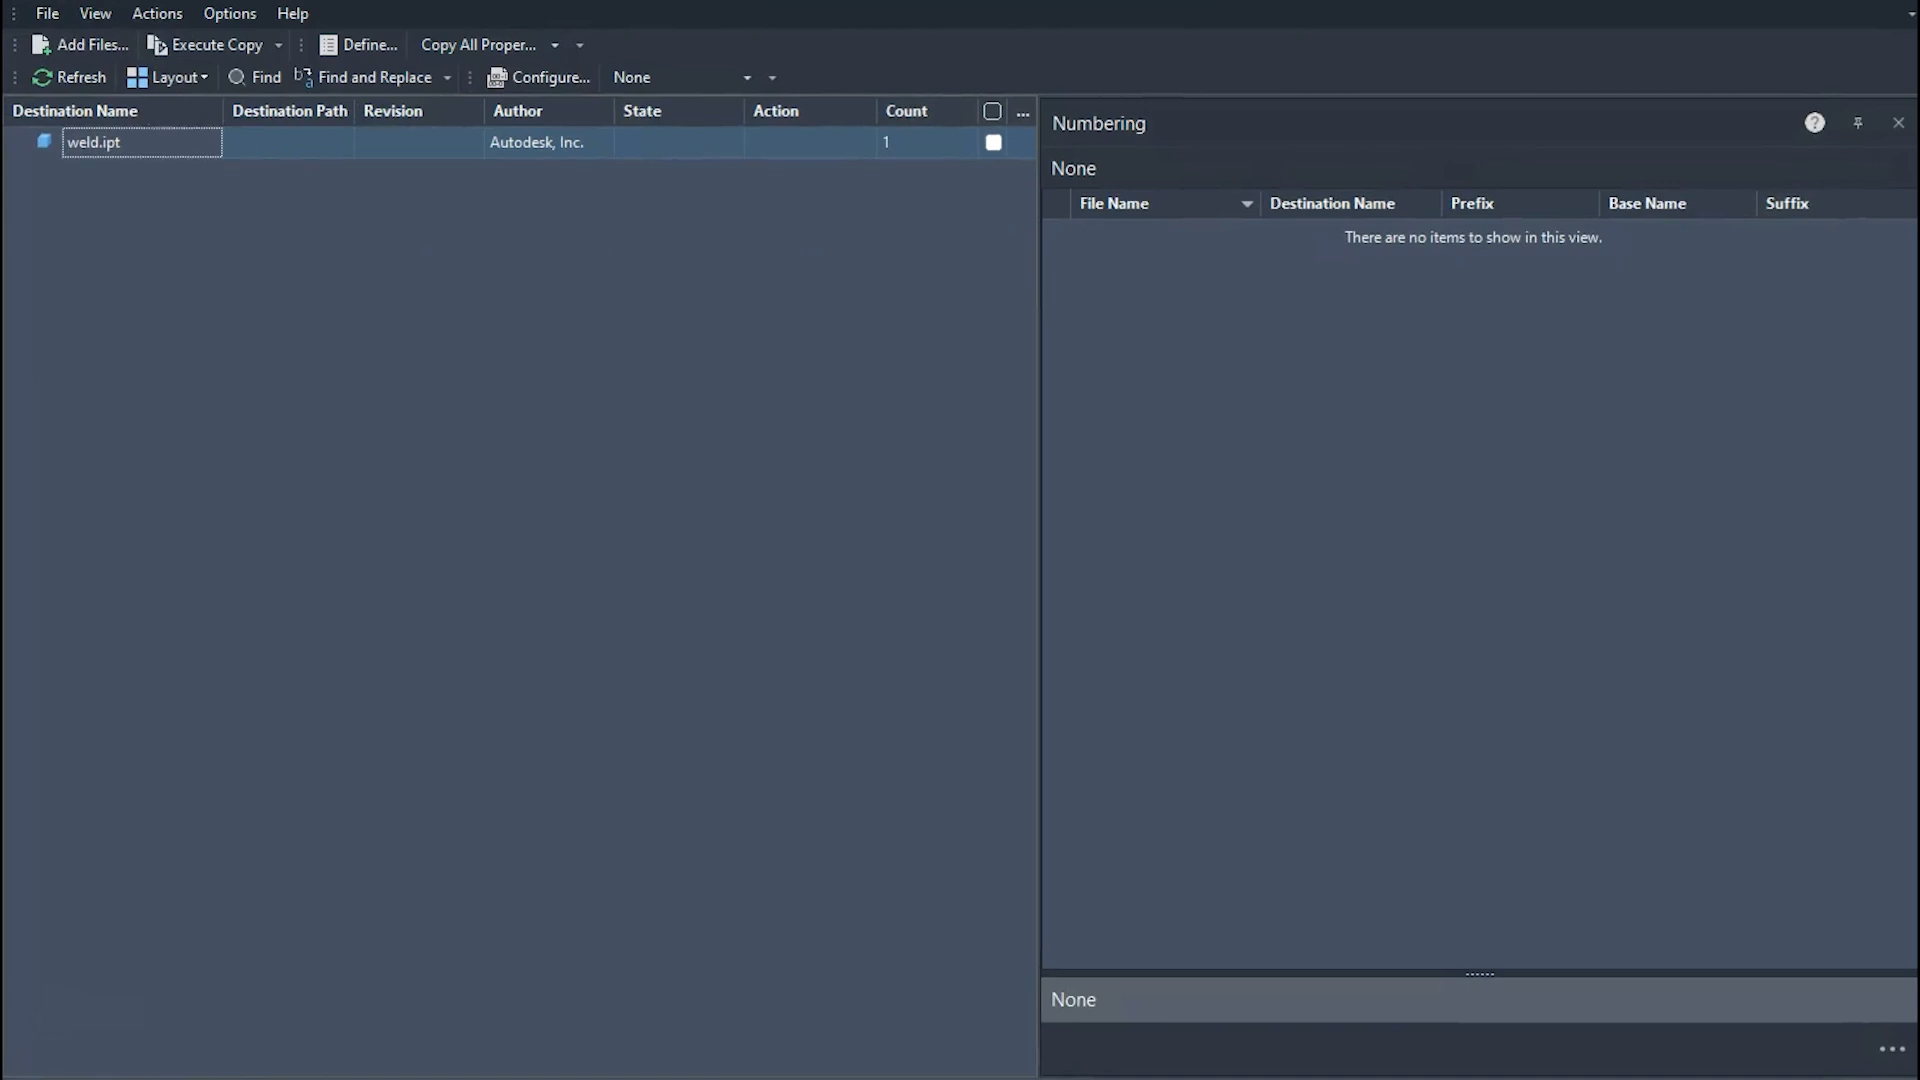 File View Actions Options Help
Add Files... Execute Copy Define... Copy All Proper...
Refresh Layout Find Find and Replace Configure... None
Destination Name Destination Path Revision Author State Action Count ...
weld.ipt Autodesk, Inc. 1
Numbering
None
File Name Destination Name Prefix Base Name Suffix
There are no items to show in this view.
None